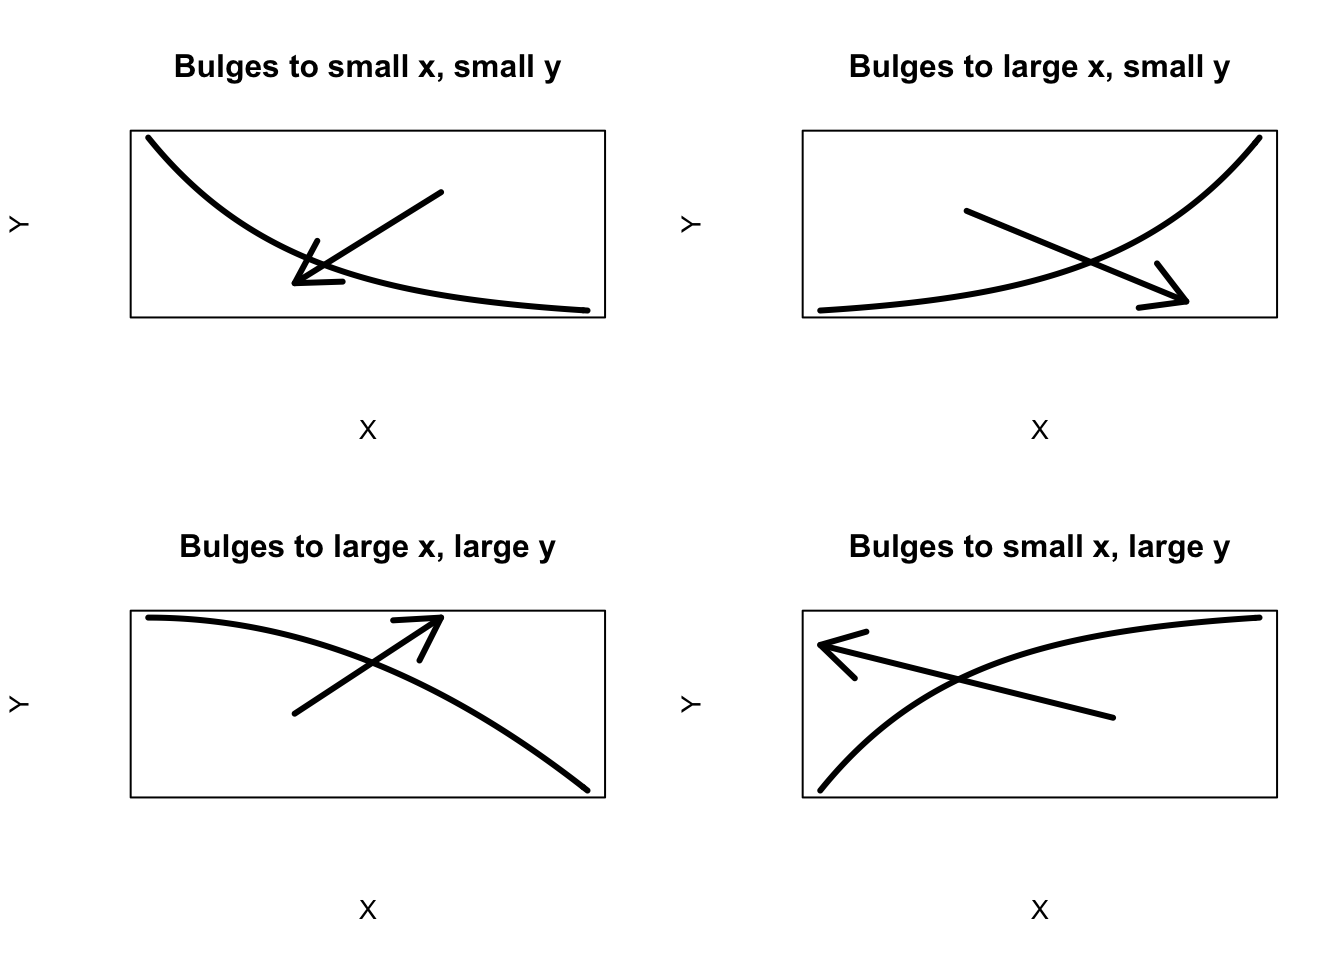 Bulges to small x, small y
Y
X
Bulges to large x, small y
Y
X
Bulges to large x, large y
Y
X
Bulges to small x, large y
Y
X